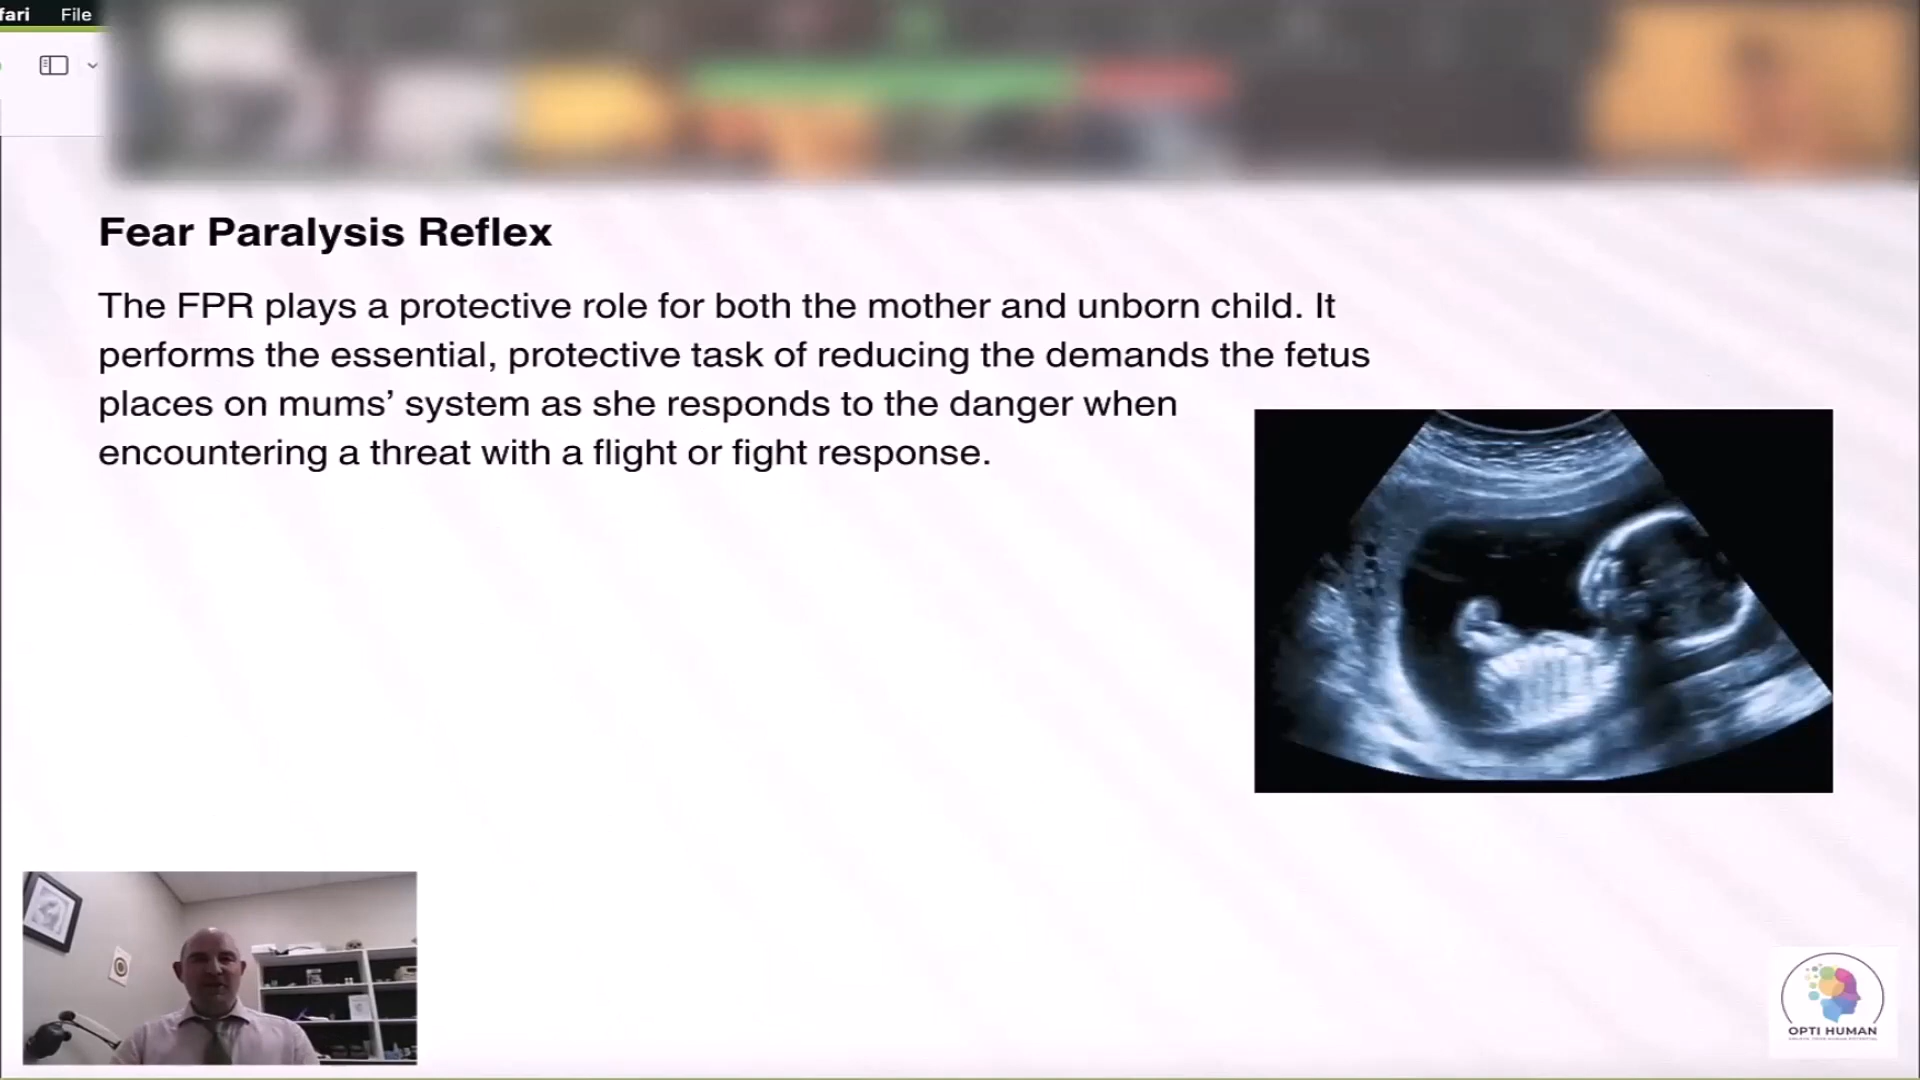 fari File
Fear Paralysis Reflex
The FPR plays a protective role for both the mother and unborn child. It
performs the essential, protective task of reducing the demands the fetus
places on mums’ system as she responds to the danger when
encountering a threat with a flight or fight response.
OPTI HUMAN